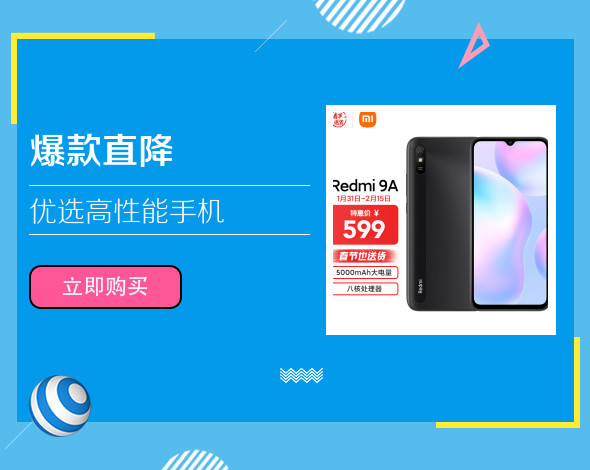 爆款直降
优选高性能手机
立即购买
mi
Redmi 9A
1月31日-2月15日
特惠价 ¥
599
春节也送货
5000mAh大电量
八核处理器
Redmi